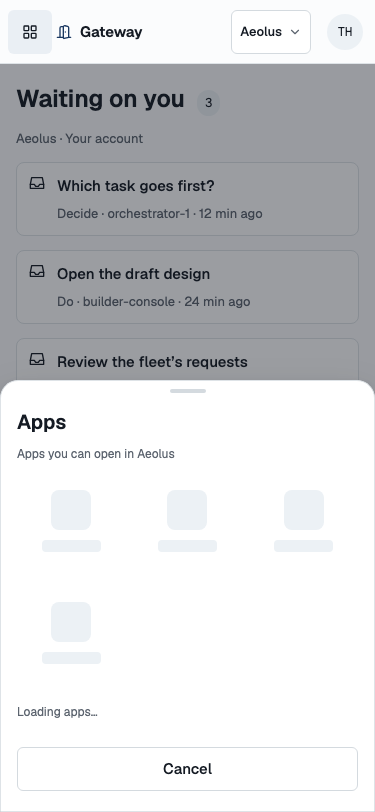 Gateway
Aeolus
TH
Waiting on you 3
Aeolus · Your account
Which task goes first?
Decide · orchestrator-1 · 12 min ago
Open the draft design
Do · builder-console · 24 min ago
Review the fleet's requests
Apps
Apps you can open in Aeolus
Loading apps…
Cancel